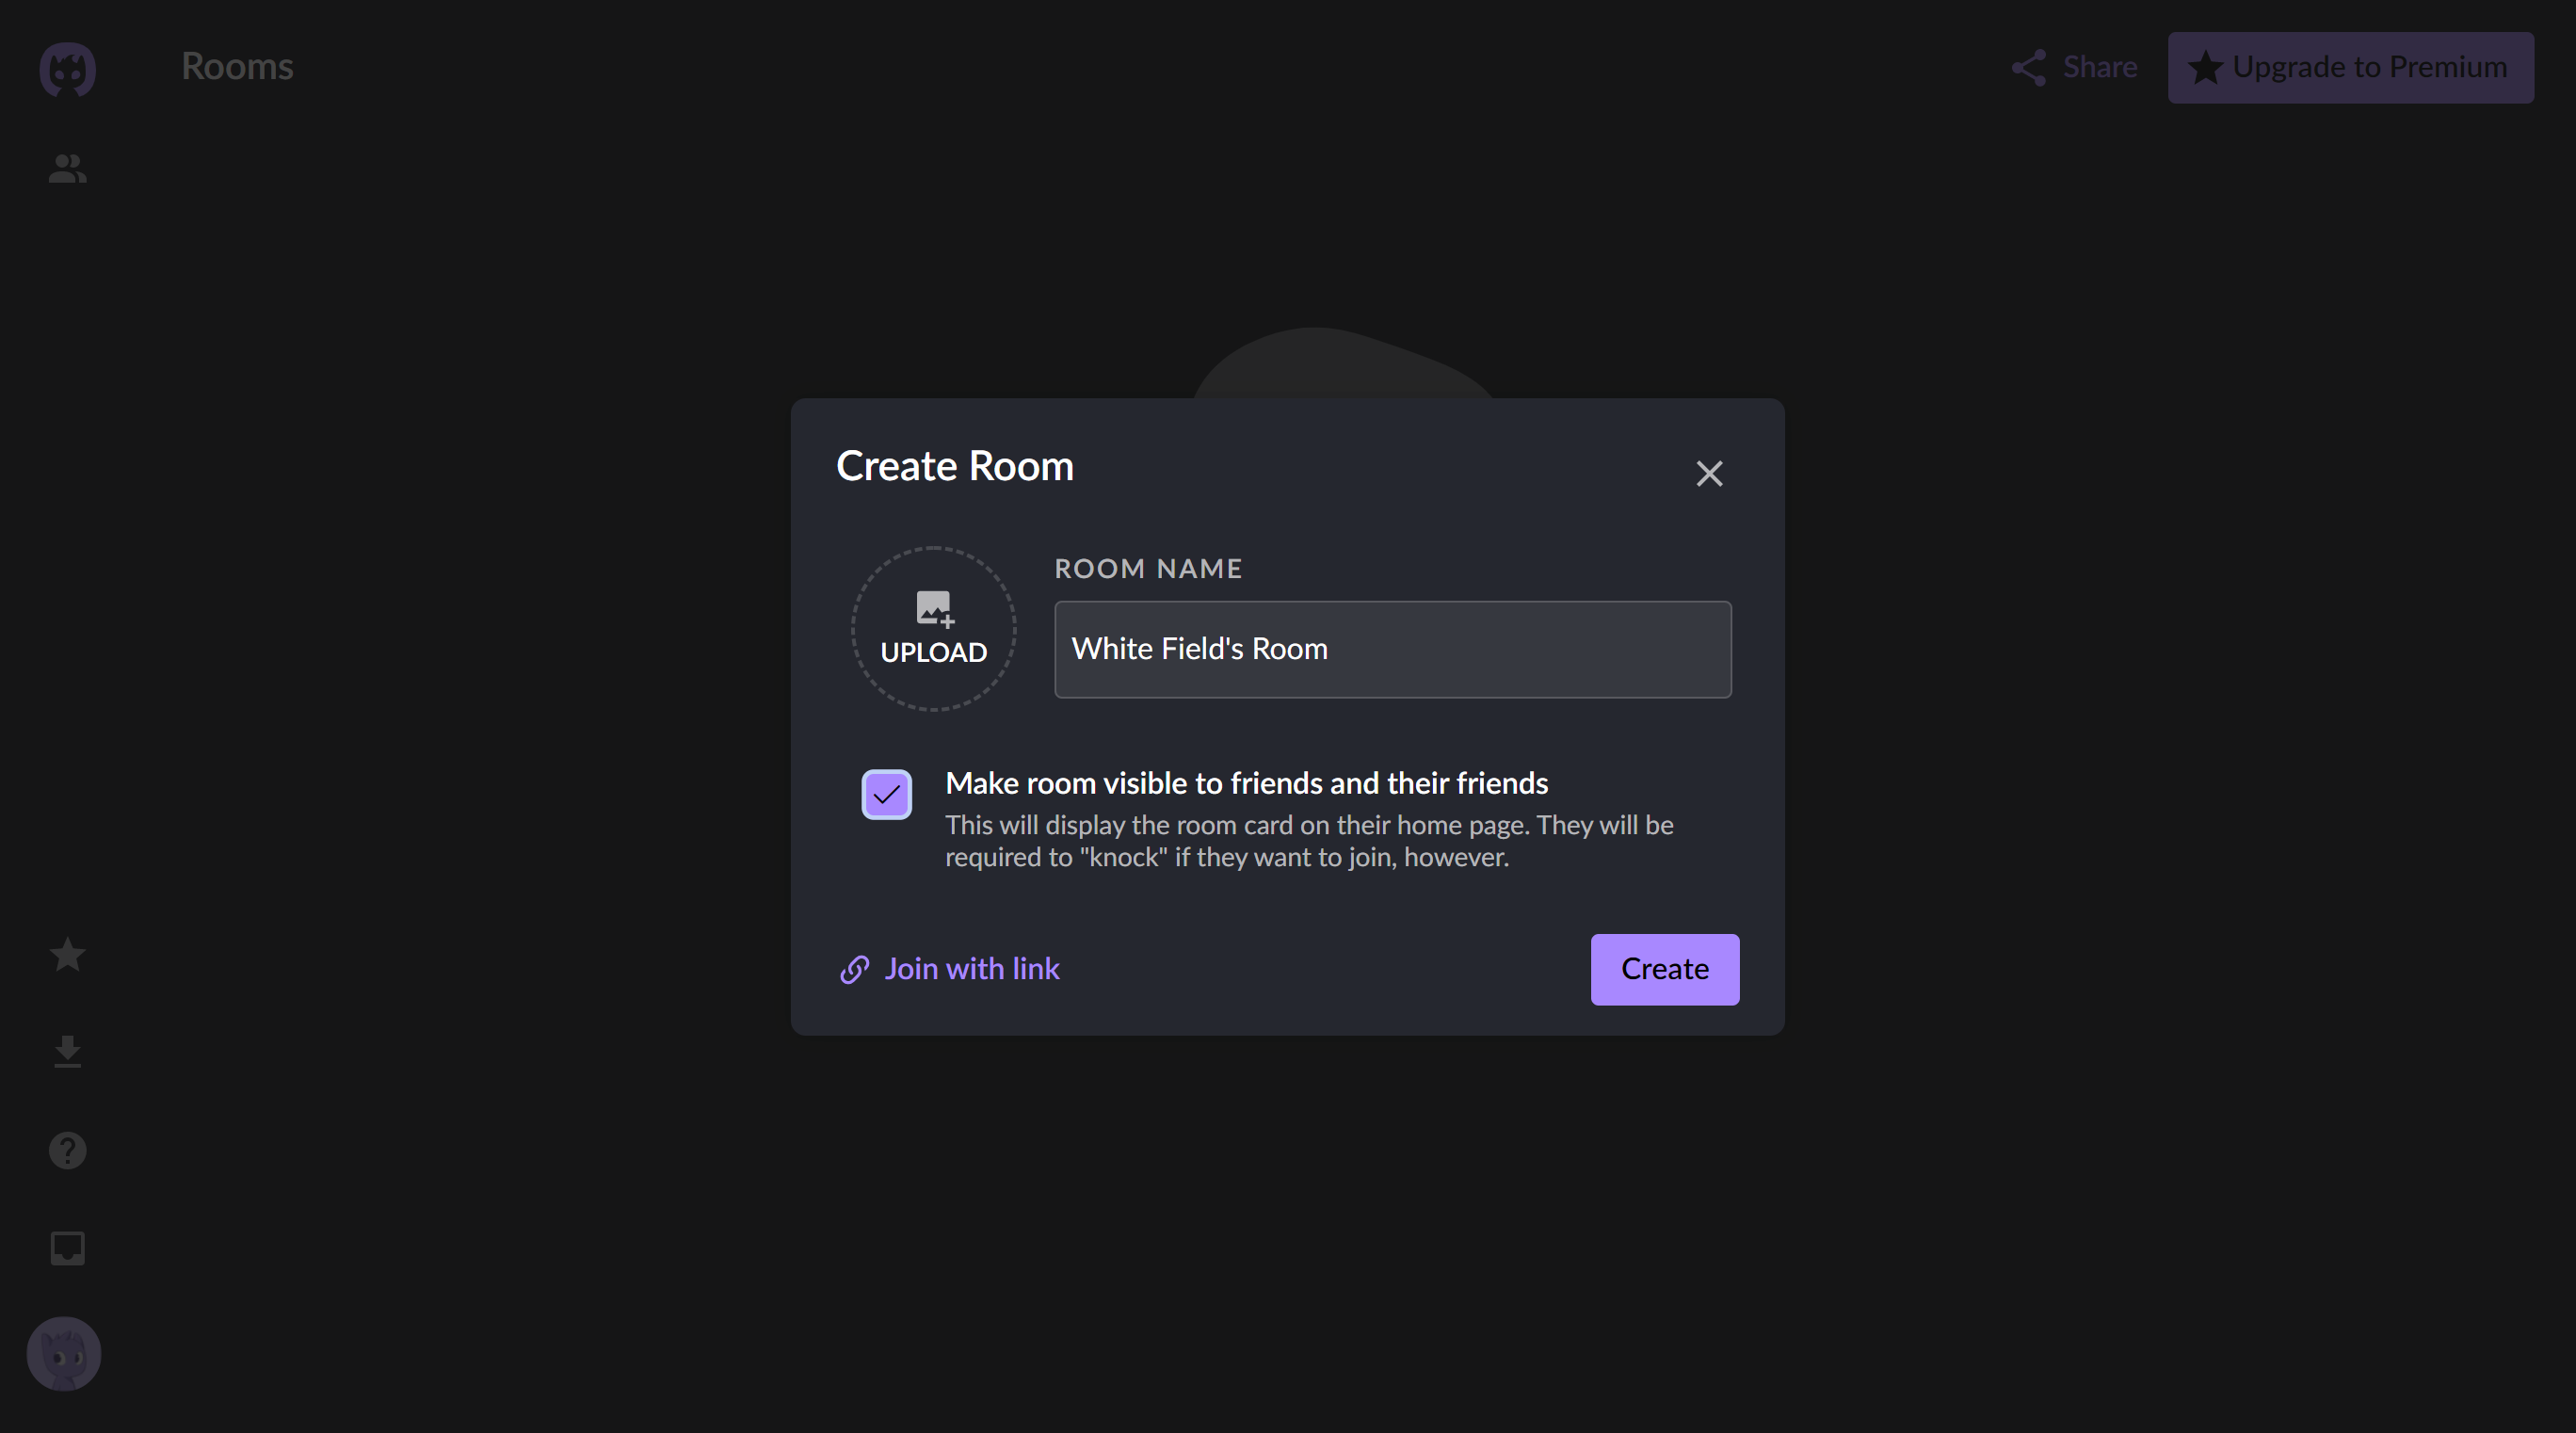 Rooms
Share
Upgrade to Premium
Create Room
UPLOAD
ROOM NAME
White Field's Room
Make room visible to friends and their friends
This will display the room card on their home page. They will be
required to "knock" if they want to join, however.
Join with link
Create